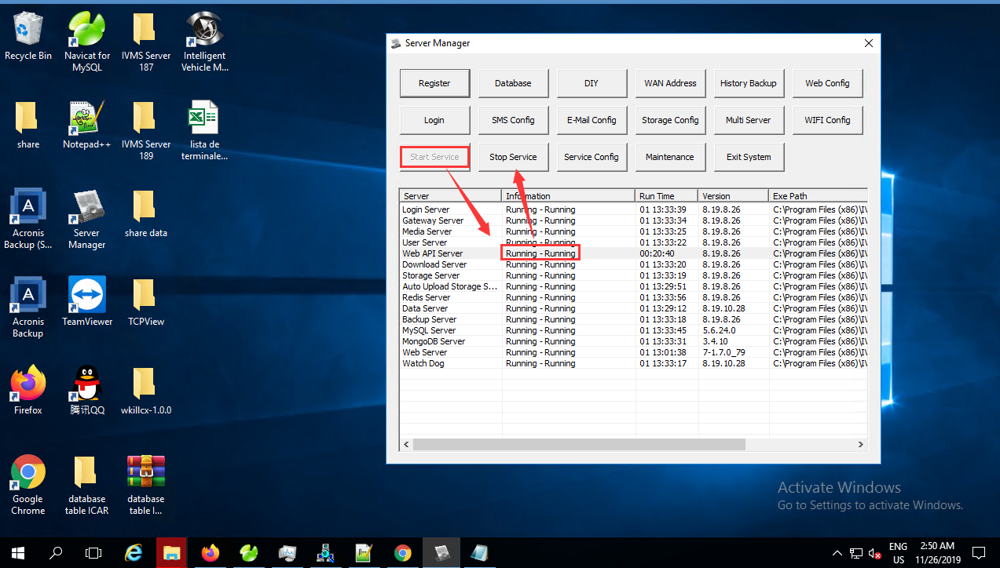 Recycle Bin
Navicat for
MySQL
IVMS Server
187
Intelligent
Vehicle M...
share
Notepad++
IVMS Server
189
lista de
terminale...
Acronis
Backup (S...
Server
Manager
share data
Acronis
Backup
TeamViewer
TCPView
Firefox
腾讯QQ
wkillcx-1.0.0
Google
Chrome
database
table ICAR
database
table I...
Server Manager
Register Database DIY WAN Address History Backup Web Config
Login SMS Config E-Mail Config Storage Config Multi Server WIFI Config
Start Service Stop Service Service Config Maintenance Exit System
Server Information Run Time Version Exe Path
Login Server Running - Running 01 13:33:39 8.19.8.26 C:\Program Files (x86)\IV
Gateway Server Running - Running 01 13:33:34 8.19.8.26 C:\Program Files (x86)\IV
Media Server Running - Running 01 13:33:25 8.19.8.26 C:\Program Files (x86)\IV
User Server Running - Running 01 13:33:22 8.19.8.26 C:\Program Files (x86)\IV
Web API Server Running - Running 00:20:40 8.19.8.26 C:\Program Files (x86)\IV
Download Server Running - Running 01 13:33:20 8.19.8.26 C:\Program Files (x86)\IV
Storage Server Running - Running 01 13:33:19 8.19.8.26 C:\Program Files (x86)\IV
Auto Upload Storage S... Running - Running 01 13:29:51 8.19.8.26 C:\Program Files (x86)\IV
Redis Server Running - Running 01 13:33:56 8.19.8.26 C:\Program Files (x86)\IV
Data Server Running - Running 01 13:29:12 8.19.10.28 C:\Program Files (x86)\IV
Backup Server Running - Running 01 13:33:18 8.19.8.26 C:\Program Files (x86)\IV
MySQL Server Running - Running 01 13:33:45 5.6.24.0 C:\Program Files (x86)\IV
MongoDB Server Running - Running 01 13:33:31 3.4.10 C:\Program Files (x86)\IV
Web Server Running - Running 01 13:01:38 7-1.7.0_79 C:\Program Files (x86)\IV
Watch Dog Running - Running 01 13:33:17 8.19.10.28 C:\Program Files (x86)\IV
Activate Windows
Go to Settings to activate Windows.
ENG
US
2:50 AM
11/26/2019